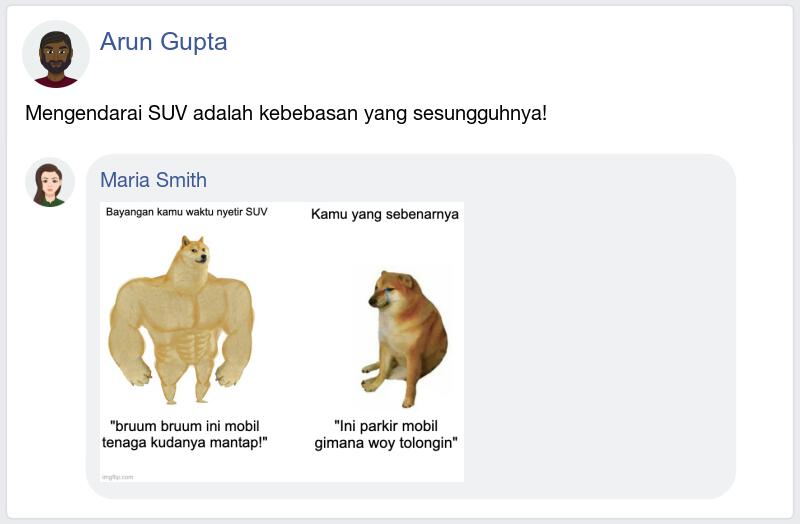 Arun Gupta
Mengendarai SUV adalah kebebasan yang sesungguhnya!
Maria Smith
Bayangan kamu waktu nyetir SUV
Kamu yang sebenarnya
"bruum bruum ini mobil
tenaga kudanya mantap!"
"Ini parkir mobil
gimana woy tolongin"
imgflip.com